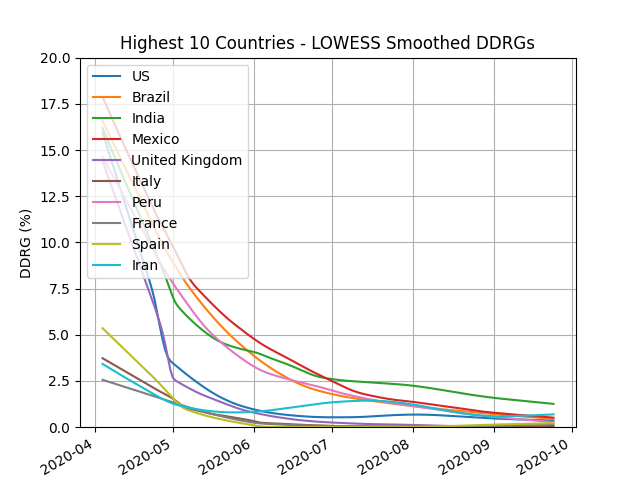 Highest 10 Countries - LOWESS Smoothed DDRGs
DDRG (%)
20.0
17.5
15.0
12.5
10.0
7.5
5.0
2.5
0.0
US
Brazil
India
Mexico
United Kingdom
Italy
Peru
France
Spain
Iran
2020-04
2020-05
2020-06
2020-07
2020-08
2020-09
2020-10